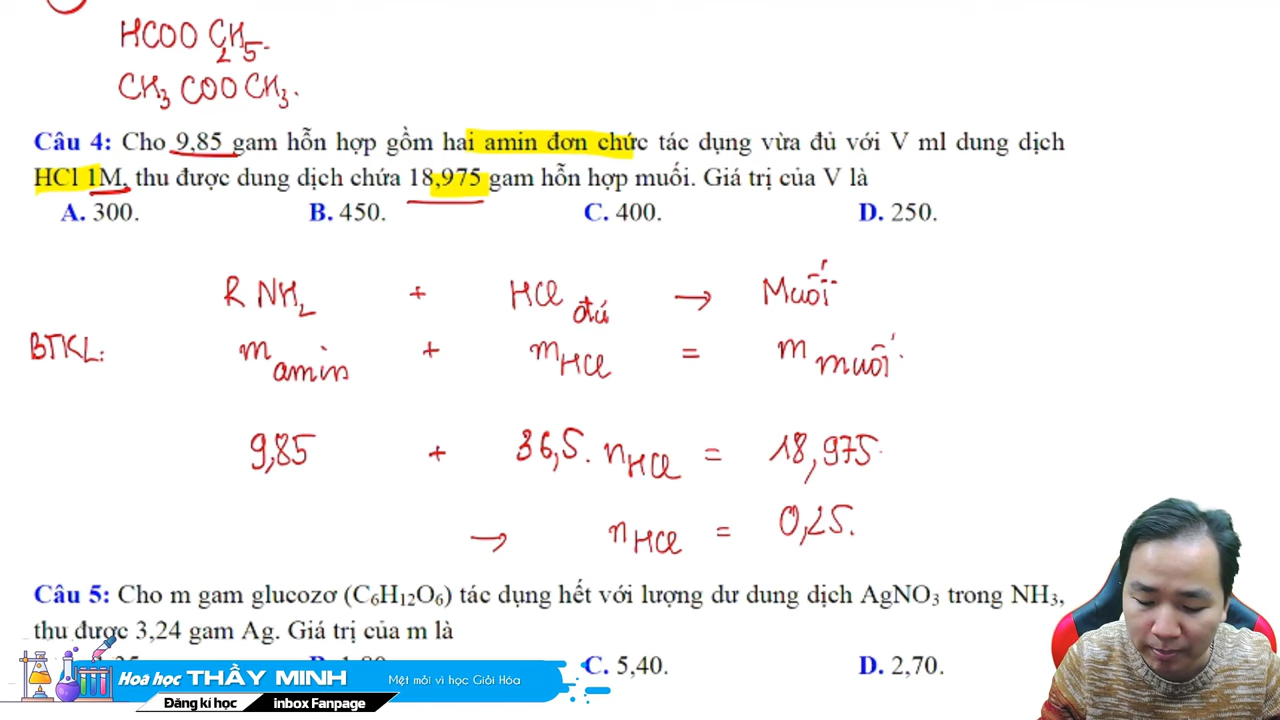 HCOO C2H5.
CH3 COO CH3.
Câu 4: Cho 9,85 gam hỗn hợp gồm hai amin đơn chức tác dụng vừa đủ với V ml dung dịch
HCl 1M, thu được dung dịch chứa 18,975 gam hỗn hợp muối. Giá trị của V là
A. 300. B. 450. C. 400. D. 250.
R NH2 + HCl đủ → Muối
BTKL: m amin + mHCl = m muối.
9,85 + 36,5. nHCl = 18,975
→ nHCl = 0,25.
Câu 5: Cho m gam glucozơ (C6H12O6) tác dụng hết với lượng dư dung dịch AgNO3 trong NH3,
thu được 3,24 gam Ag. Giá trị của m là
C. 5,40. D. 2,70.
Hoá học THẦY MINH
Mệt mỏi vì học Giỏi Hóa
Đăng kí học inbox Fanpage